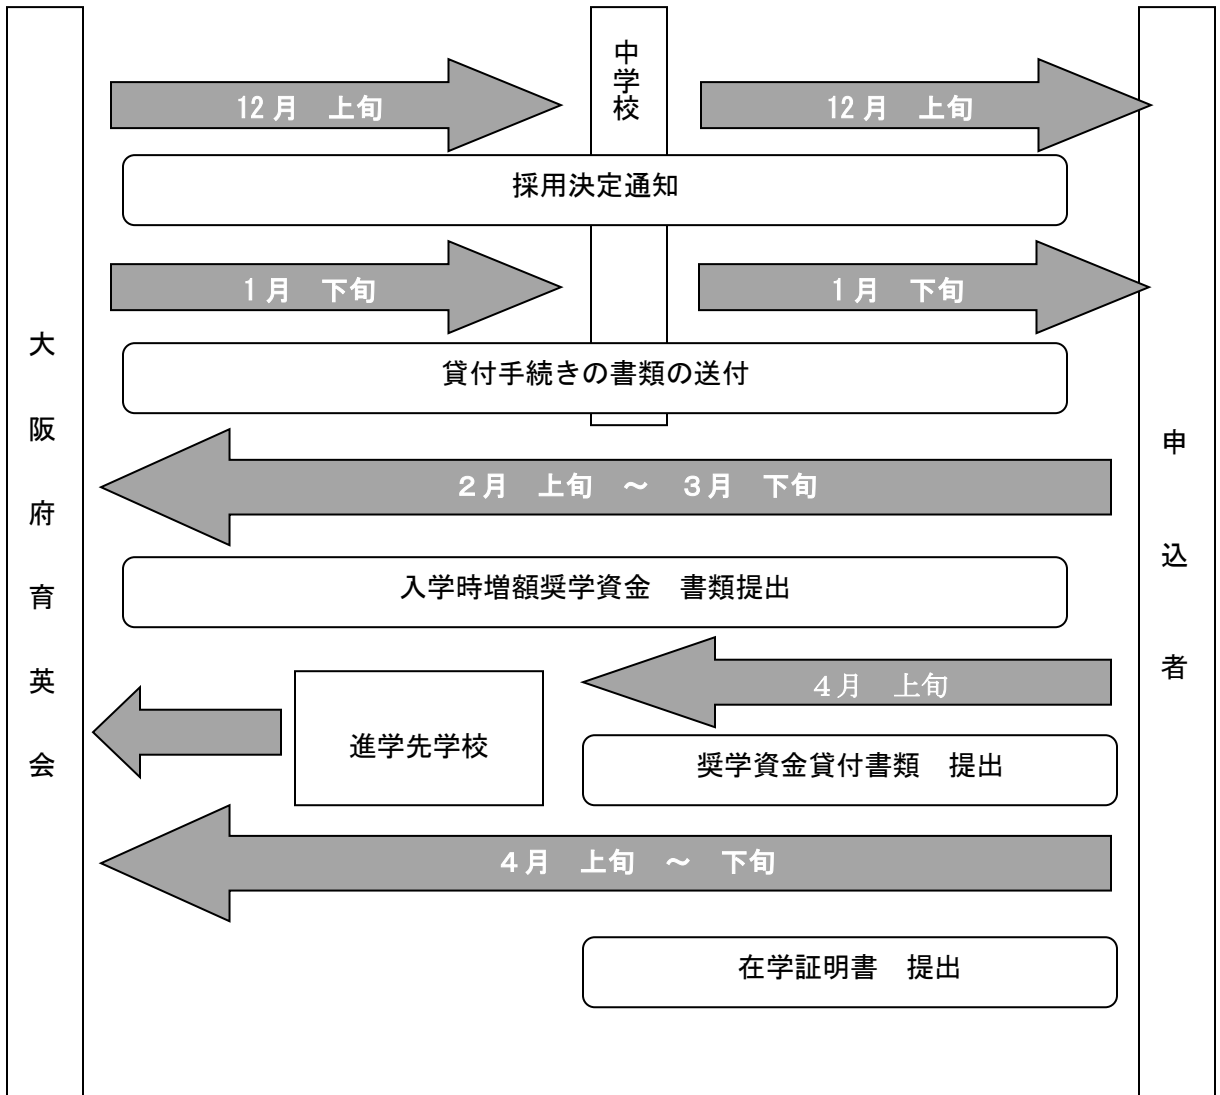 中学校
12月　上旬
12月　上旬
採用決定通知
1月　下旬
1月　下旬
貸付手続きの書類の送付
大阪府育英会
申込者
２月　上旬　～　３月　下旬
入学時増額奨学資金　書類提出
４月　上旬
進学先学校
奨学資金貸付書類　提出
４月　上旬　～　下旬
在学証明書　提出